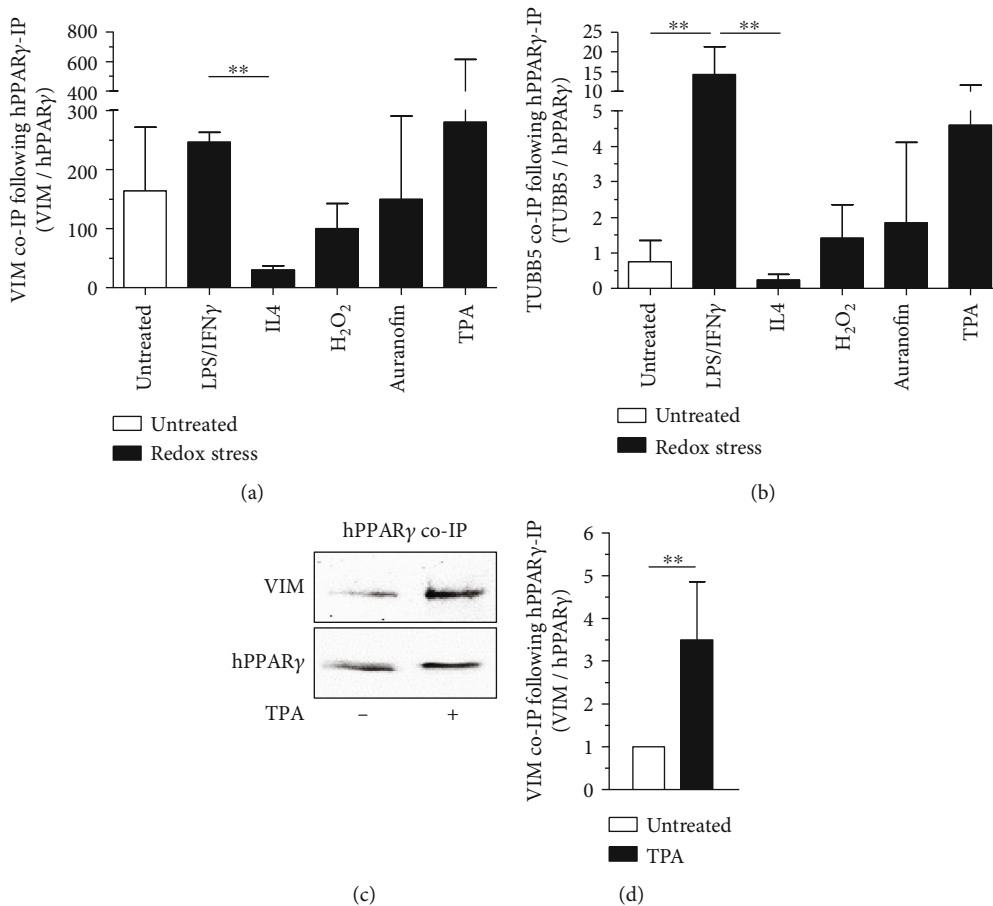 VIM co-IP following hPPARγ-IP
(VIM / hPPARγ)
800
600
400
300
200
100
0
**
Untreated
LPS/IFNγ
IL4
H₂O₂
Auranofin
TPA
Untreated
Redox stress
(a)
TUBB5 co-IP following hPPARγ-IP
(TUBB5 / hPPARγ)
30
25
20
15
10
5
4
3
2
1
0
**
**
Untreated
LPS/IFNγ
IL4
H₂O₂
Auranofin
TPA
Untreated
Redox stress
(b)
hPPARγ co-IP
VIM
hPPARγ
TPA – +
(c)
VIM co-IP following hPPARγ-IP
(VIM / hPPARγ)
6
5
4
3
2
1
0
**
Untreated
TPA
(d)